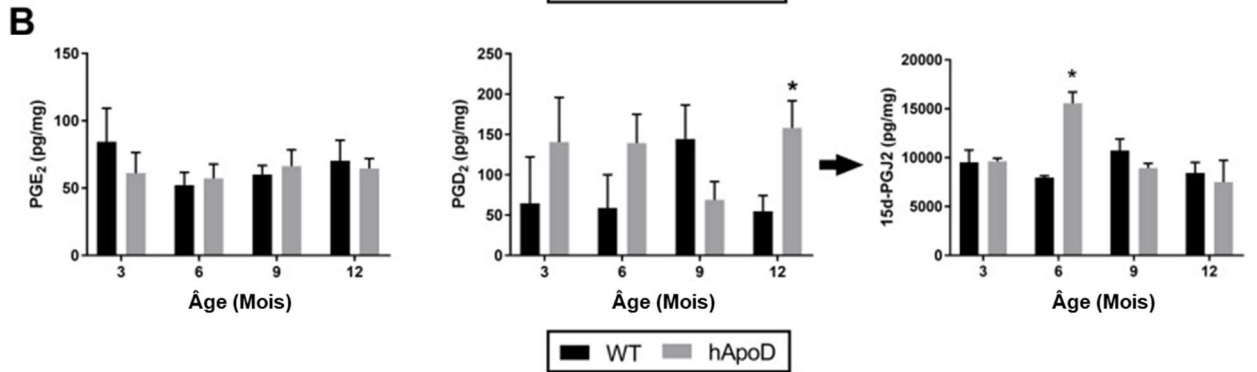 B
PGE₂ (pg/mg)
150
100
50
0
3 6 9 12
Âge (Mois)
PGD₂ (pg/mg)
250
200
150
100
50
0
*
3 6 9 12
Âge (Mois)
15d-PGJ2 (pg/mg)
20000
15000
10000
5000
0
*
3 6 9 12
Âge (Mois)
WT hApoD